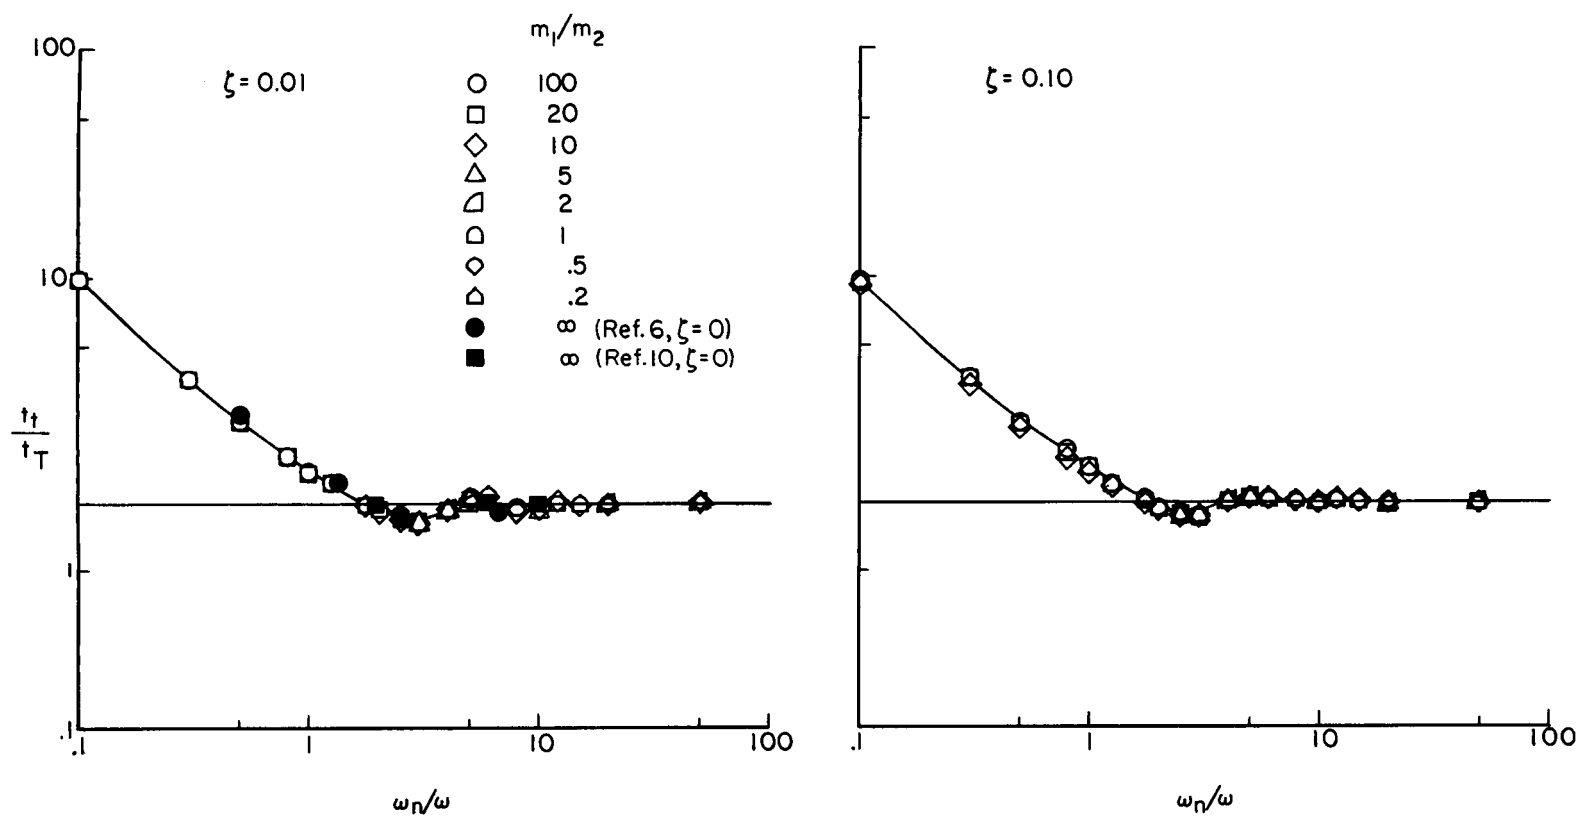 m₁/m₂
100
ζ = 0.01
ζ = 0.10
100
20
10
5
2
1
.5
.2
∞ (Ref. 6, ζ = 0)
∞ (Ref. 10, ζ = 0)
10
tₜ/t_T
1
.1
.1 1 10 100
.1 1 10 100
ωₙ/ω
ωₙ/ω